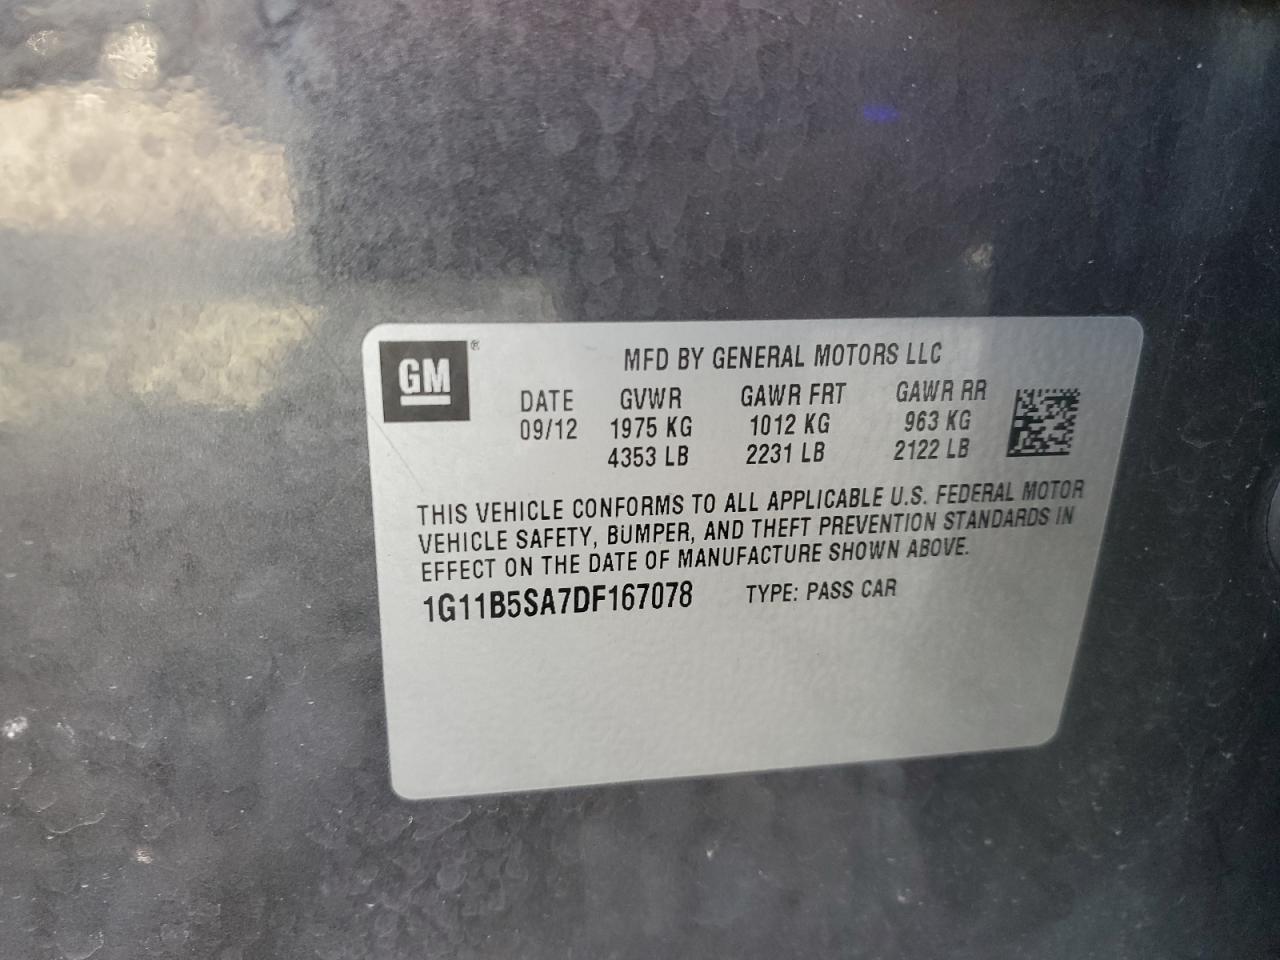 GM®
MFD BY GENERAL MOTORS LLC
DATE GVWR GAWR FRT GAWR RR
09/12 1975 KG 1012 KG 963 KG
4353 LB 2231 LB 2122 LB
THIS VEHICLE CONFORMS TO ALL APPLICABLE U.S. FEDERAL MOTOR
VEHICLE SAFETY, BUMPER, AND THEFT PREVENTION STANDARDS IN
EFFECT ON THE DATE OF MANUFACTURE SHOWN ABOVE.
1G11B5SA7DF167078 TYPE: PASS CAR